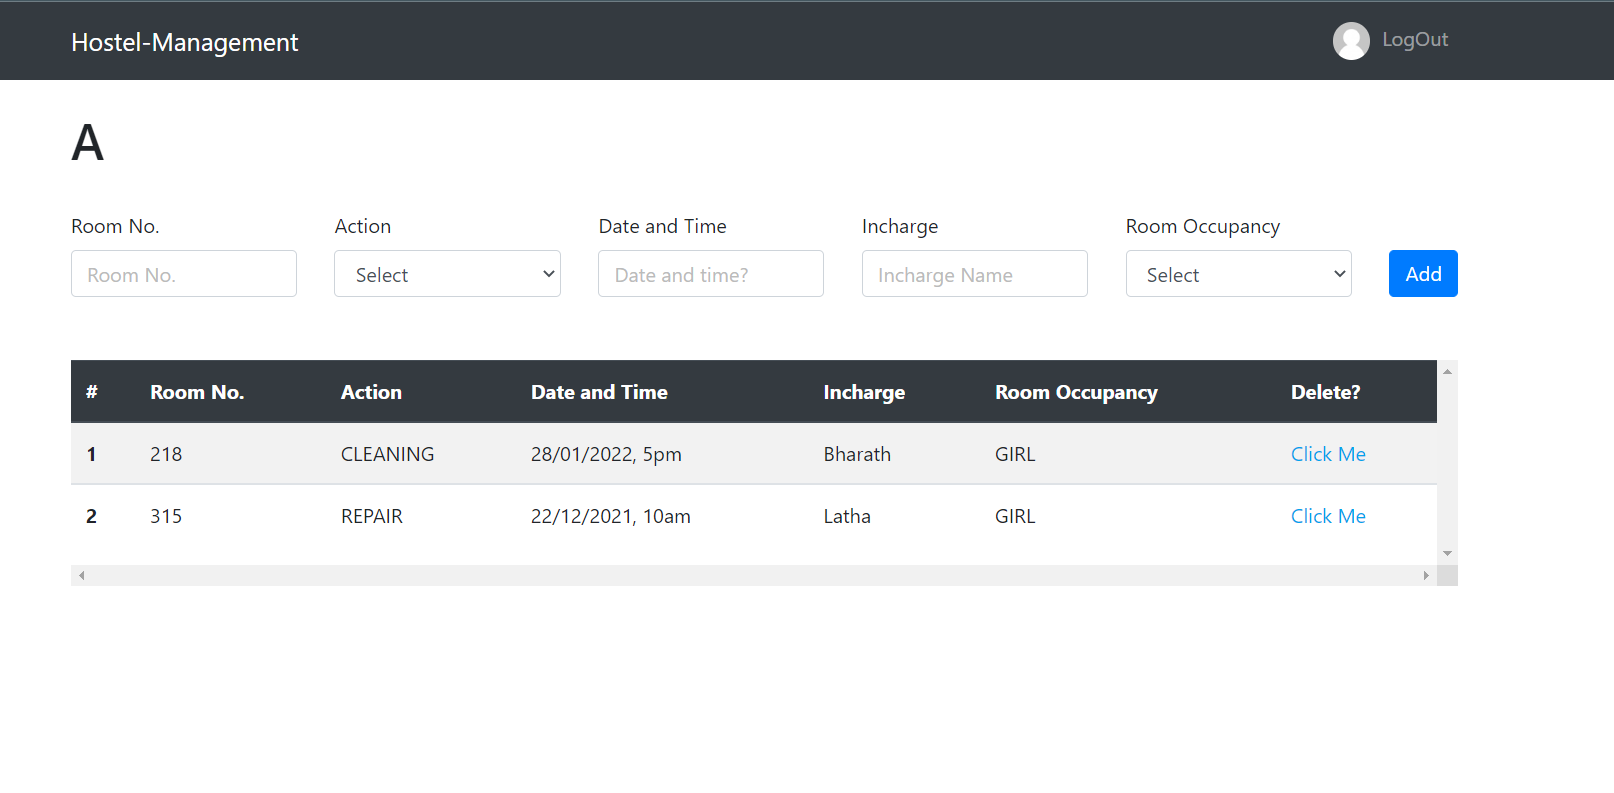 Hostel-Management LogOut
A
Room No. Action Date and Time Incharge Room Occupancy
Room No. Select Date and time? Incharge Name Select Add
# Room No. Action Date and Time Incharge Room Occupancy Delete?
1 218 CLEANING 28/01/2022, 5pm Bharath GIRL Click Me
2 315 REPAIR 22/12/2021, 10am Latha GIRL Click Me